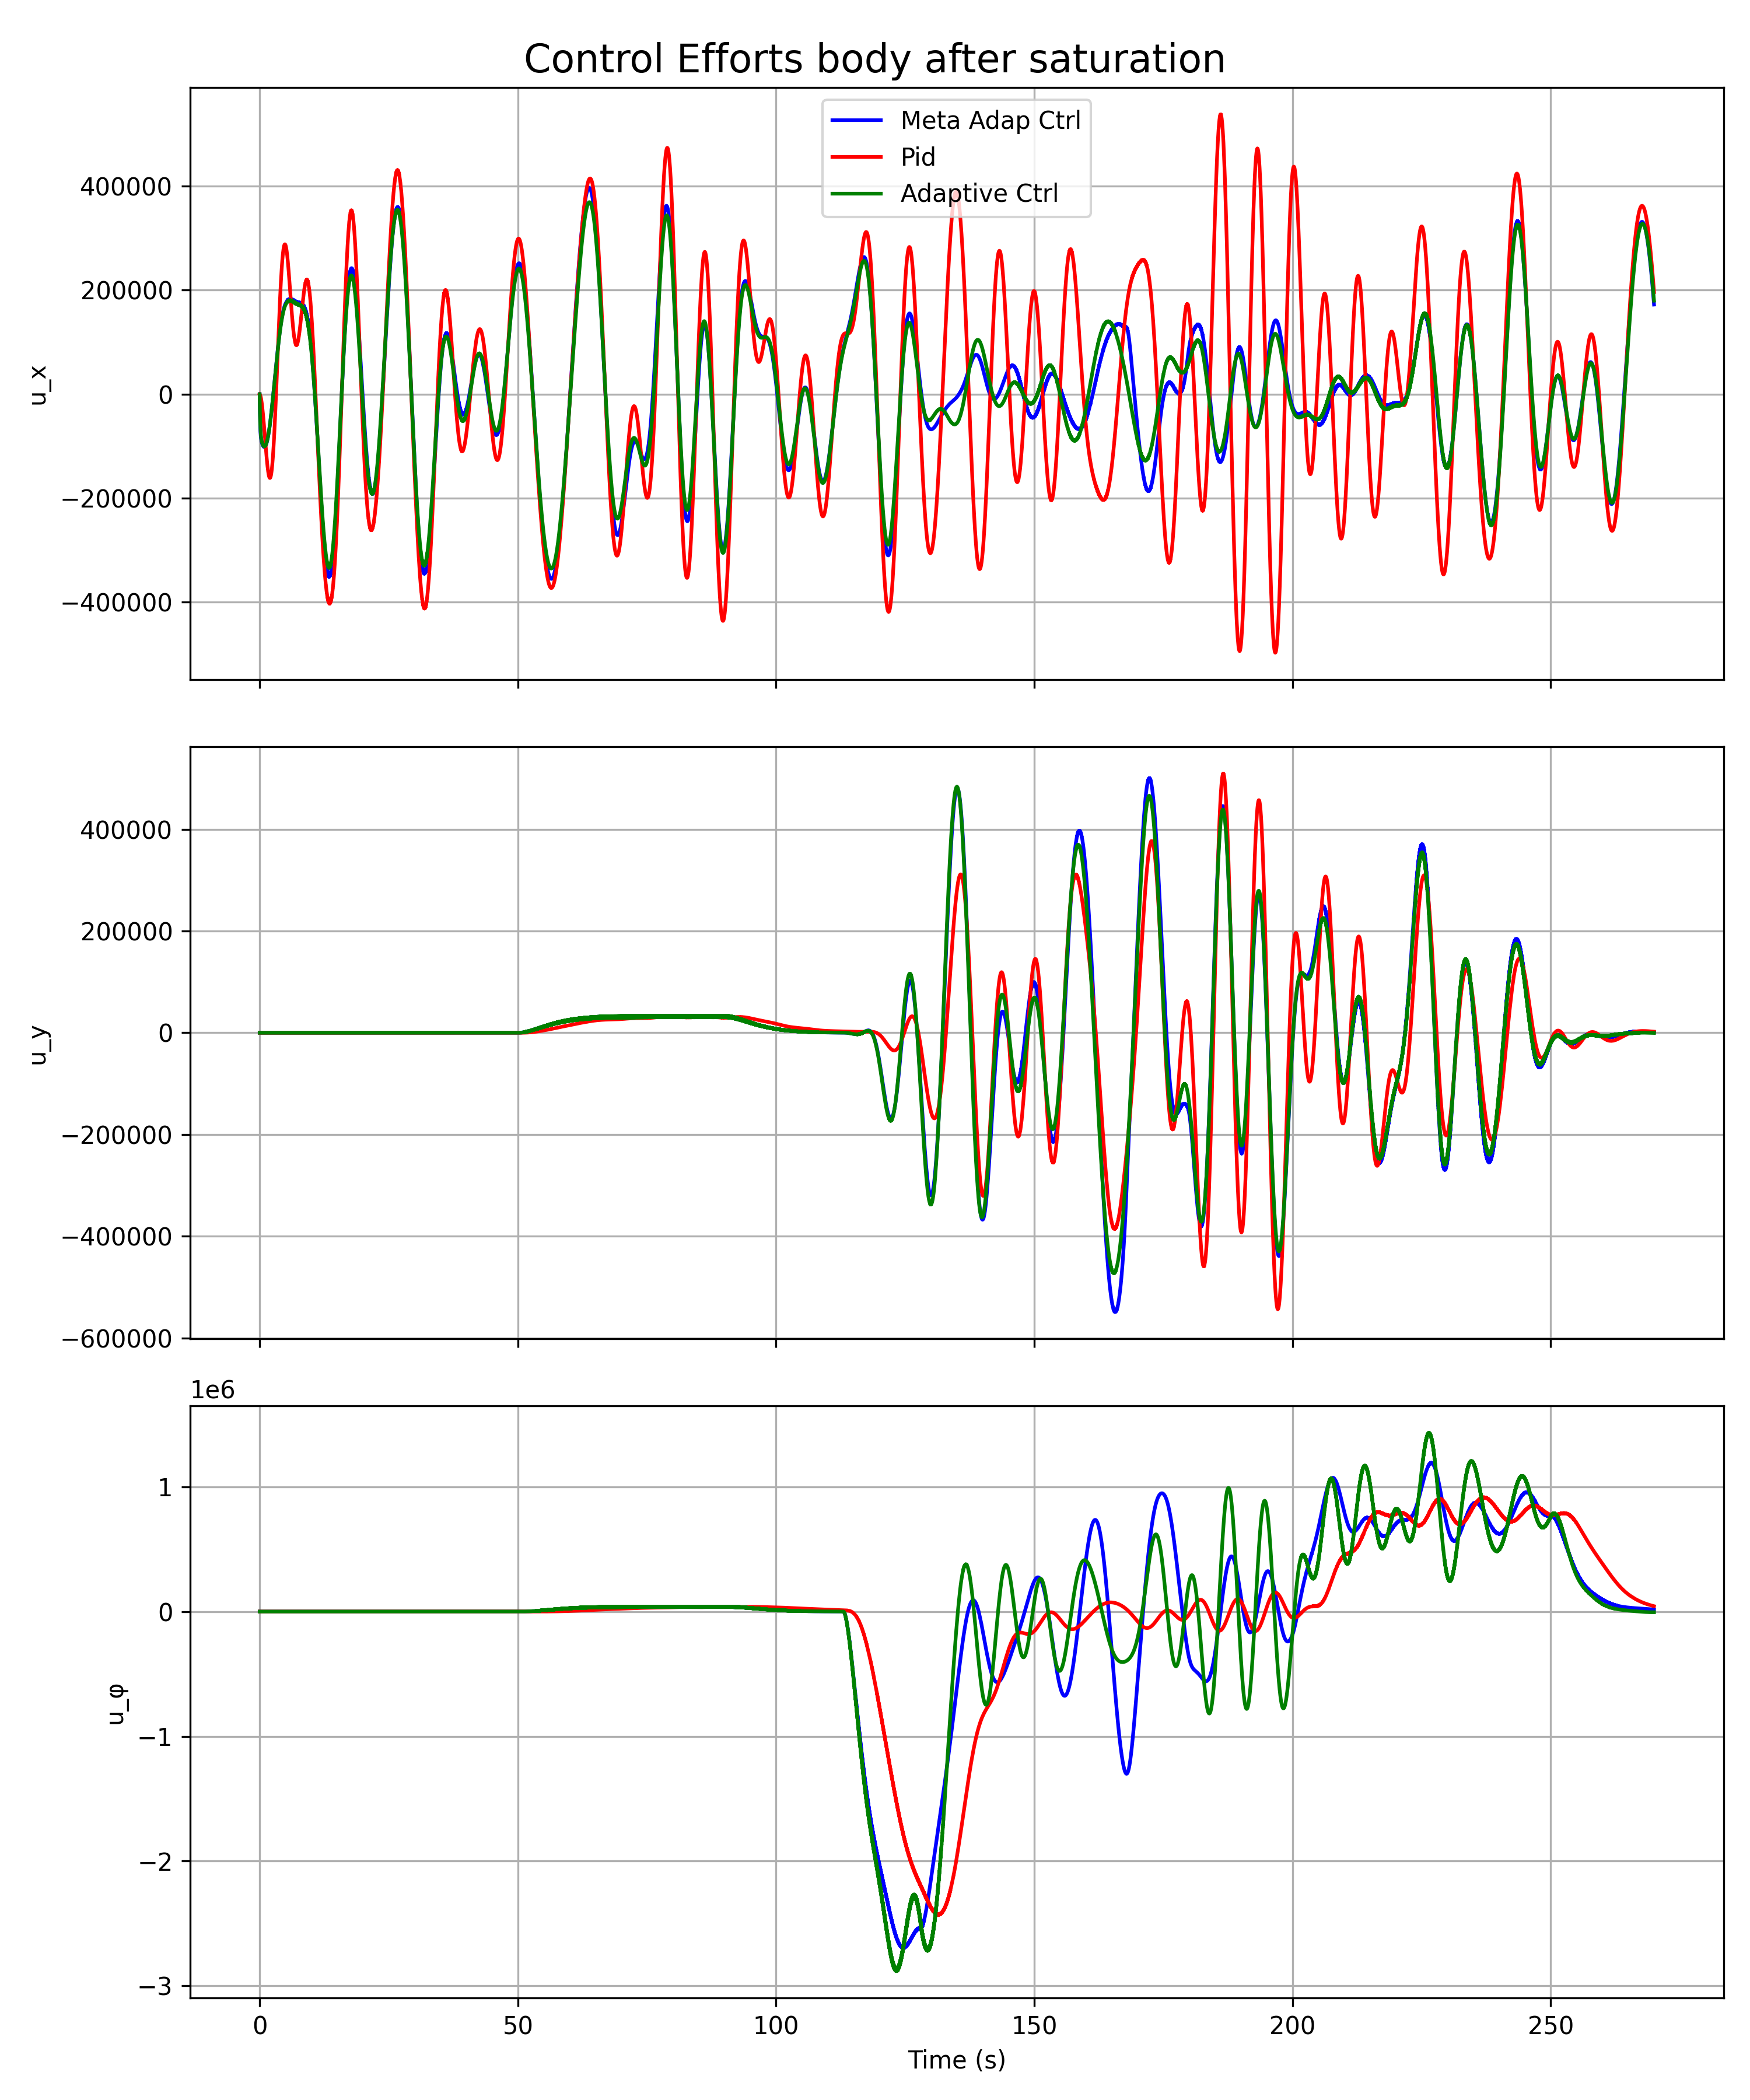 Control Efforts body after saturation
Meta Adap Ctrl
Pid
Adaptive Ctrl
400000
200000
0
−200000
−400000
u_x
400000
200000
0
−200000
−400000
−600000
u_y
1e6
1
0
−1
−2
−3
u_φ
0 50 100 150 200 250
Time (s)